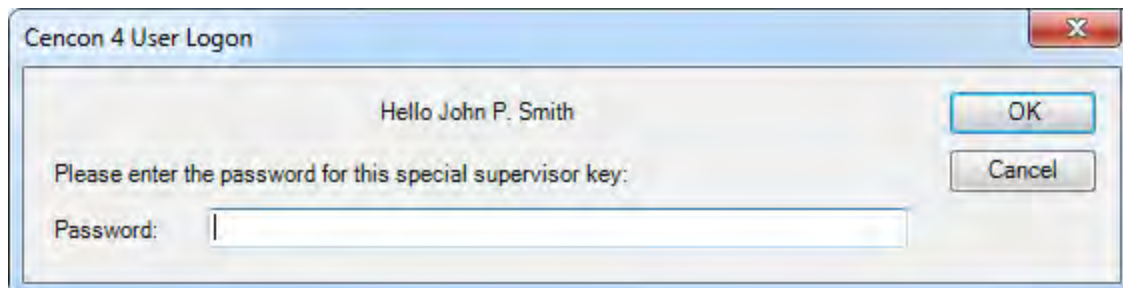 Cencon 4 User Logon
Hello John P. Smith
OK
Please enter the password for this special supervisor key:
Cancel
Password: